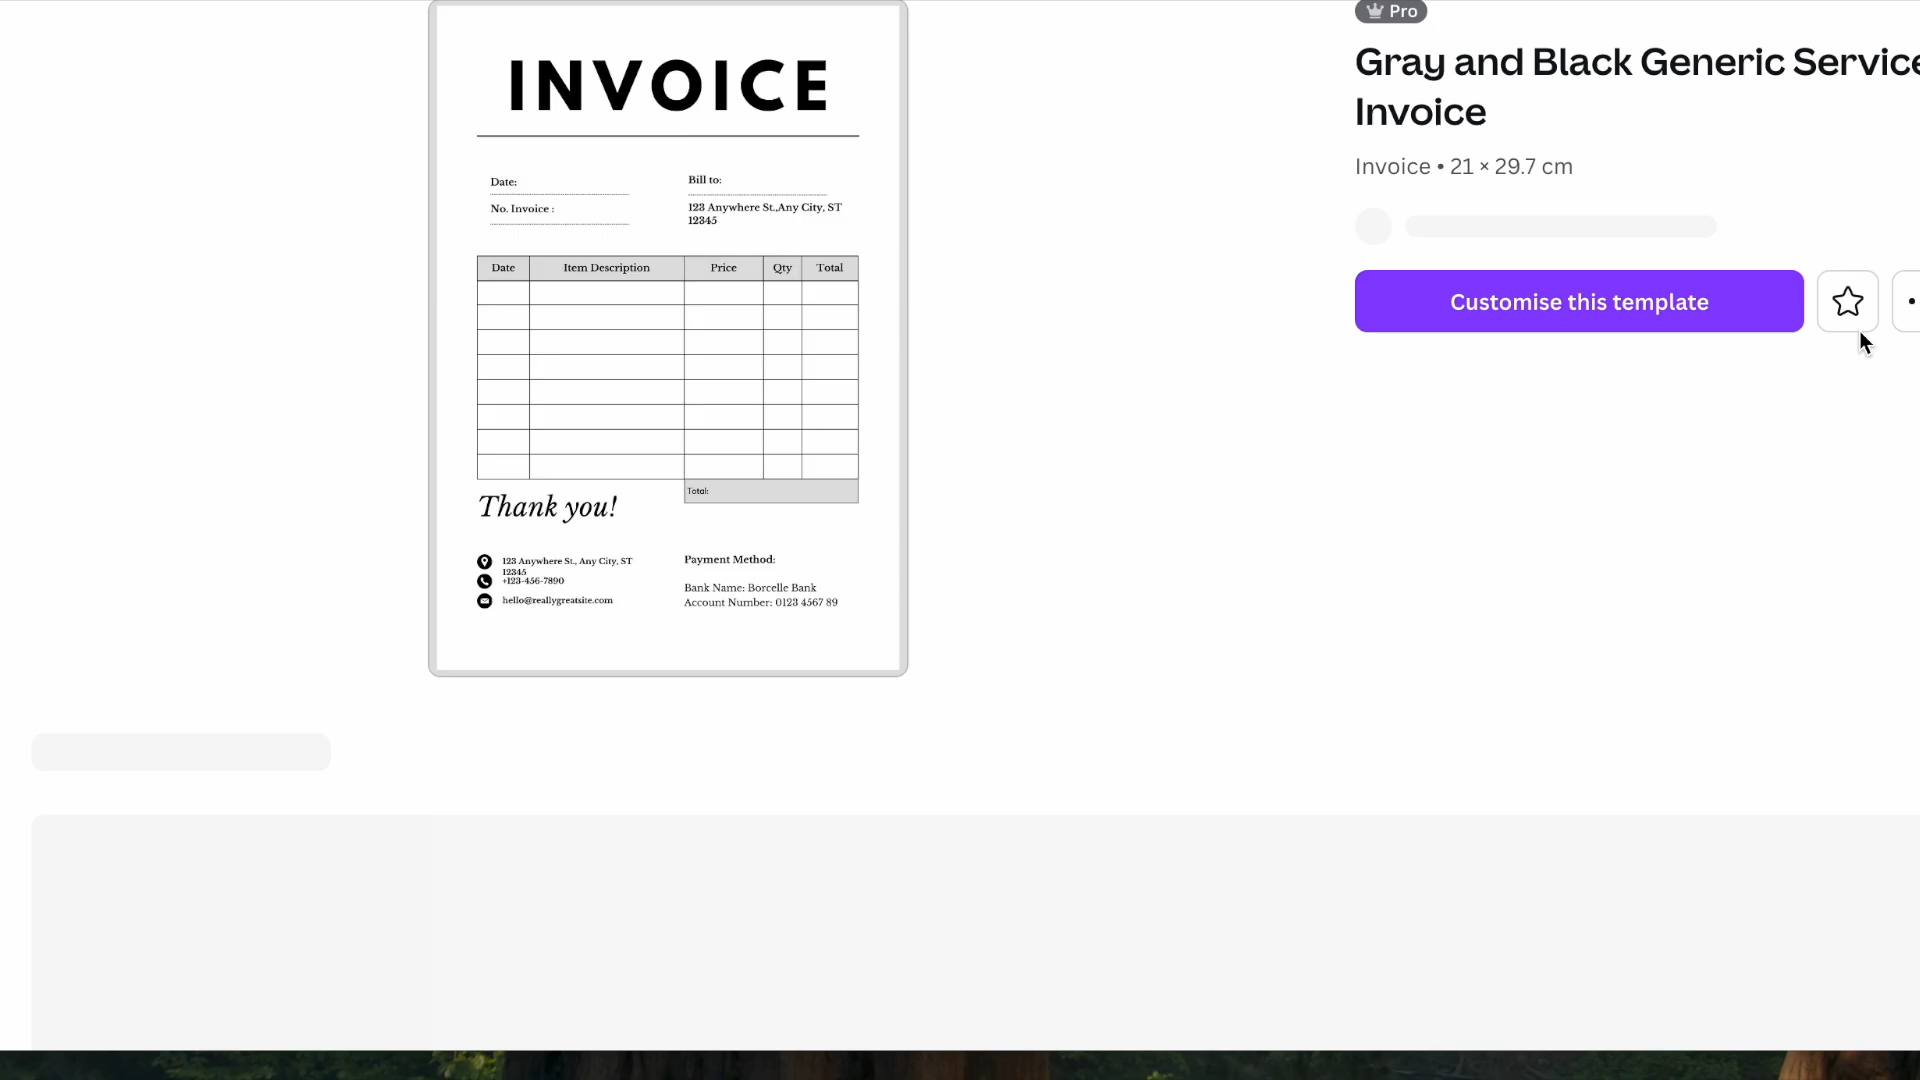 Pro
Gray and Black Generic Service
Invoice
Invoice • 21 × 29.7 cm
Customise this template
INVOICE
Date:
No. Invoice :
Bill to:
123 Anywhere St.,Any City, ST
12345
Date Item Description Price Qty Total
Total:
Thank you!
123 Anywhere St., Any City, ST
12345
+123-456-7890
hello@reallygreatsite.com
Payment Method:
Bank Name: Borcelle Bank
Account Number: 0123 4567 89